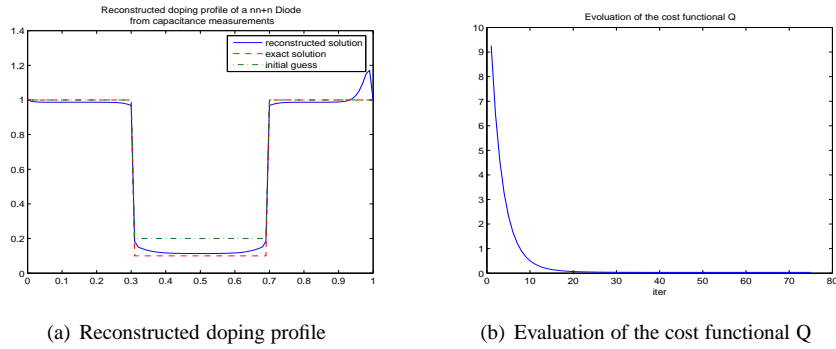 Reconstructed doping profile of a nn+n Diode
from capacitance measurements
1.4
1.2
1
0.8
0.6
0.4
0.2
0
0 0.1 0.2 0.3 0.4 0.5 0.6 0.7 0.8 0.9 1
reconstructed solution
exact solution
initial guess
(a) Reconstructed doping profile
Evoluation of the cost functional Q
10
9
8
7
6
5
4
3
2
1
0
0 10 20 30 40 50 60 70 80
iter
(b) Evaluation of the cost functional Q